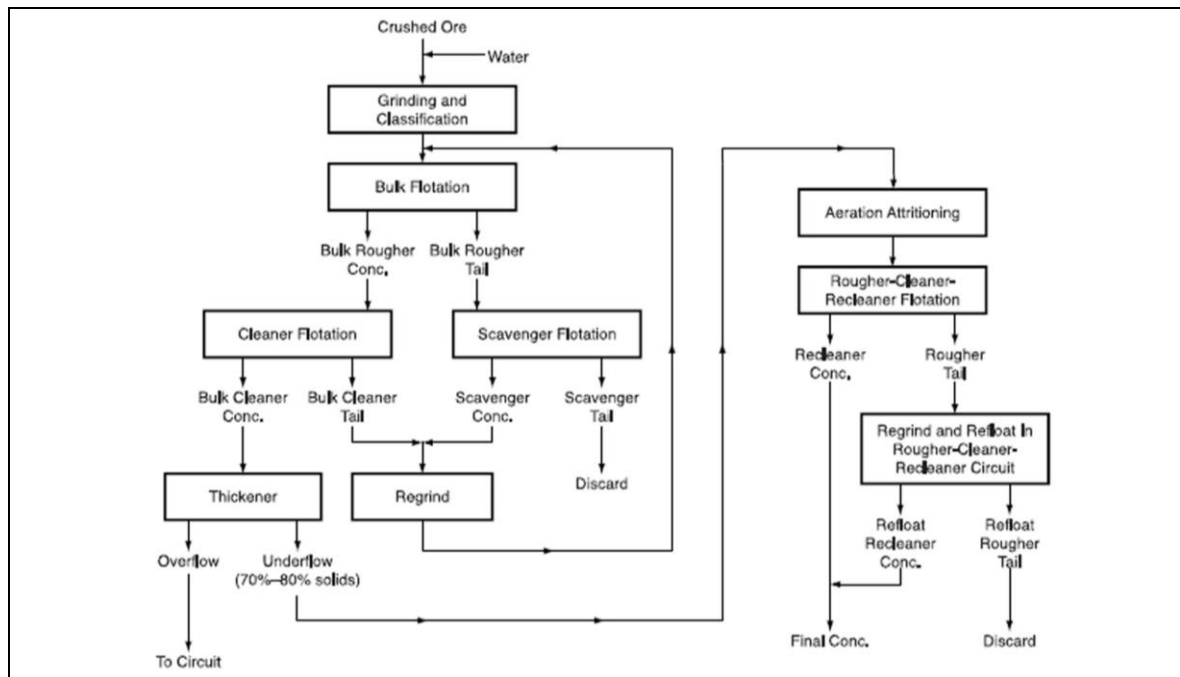 Crushed Ore
Water
Grinding and
Classification
Bulk Flotation
Bulk Rougher
Conc.
Bulk Rougher
Tail
Cleaner Flotation
Scavenger Flotation
Bulk Cleaner
Conc.
Bulk Cleaner
Tail
Scavenger
Conc.
Scavenger
Tail
Thickener
Regrind
Discard
Overflow
Underflow
(70%–80% solids)
To Circuit
Aeration Attritioning
Rougher-Cleaner-
Recleaner Flotation
Recleaner
Conc.
Rougher
Tail
Regrind and Refloat In
Rougher-Cleaner-
Recleaner Circuit
Refloat
Recleaner
Conc.
Refloat
Rougher
Tail
Final Conc.
Discard